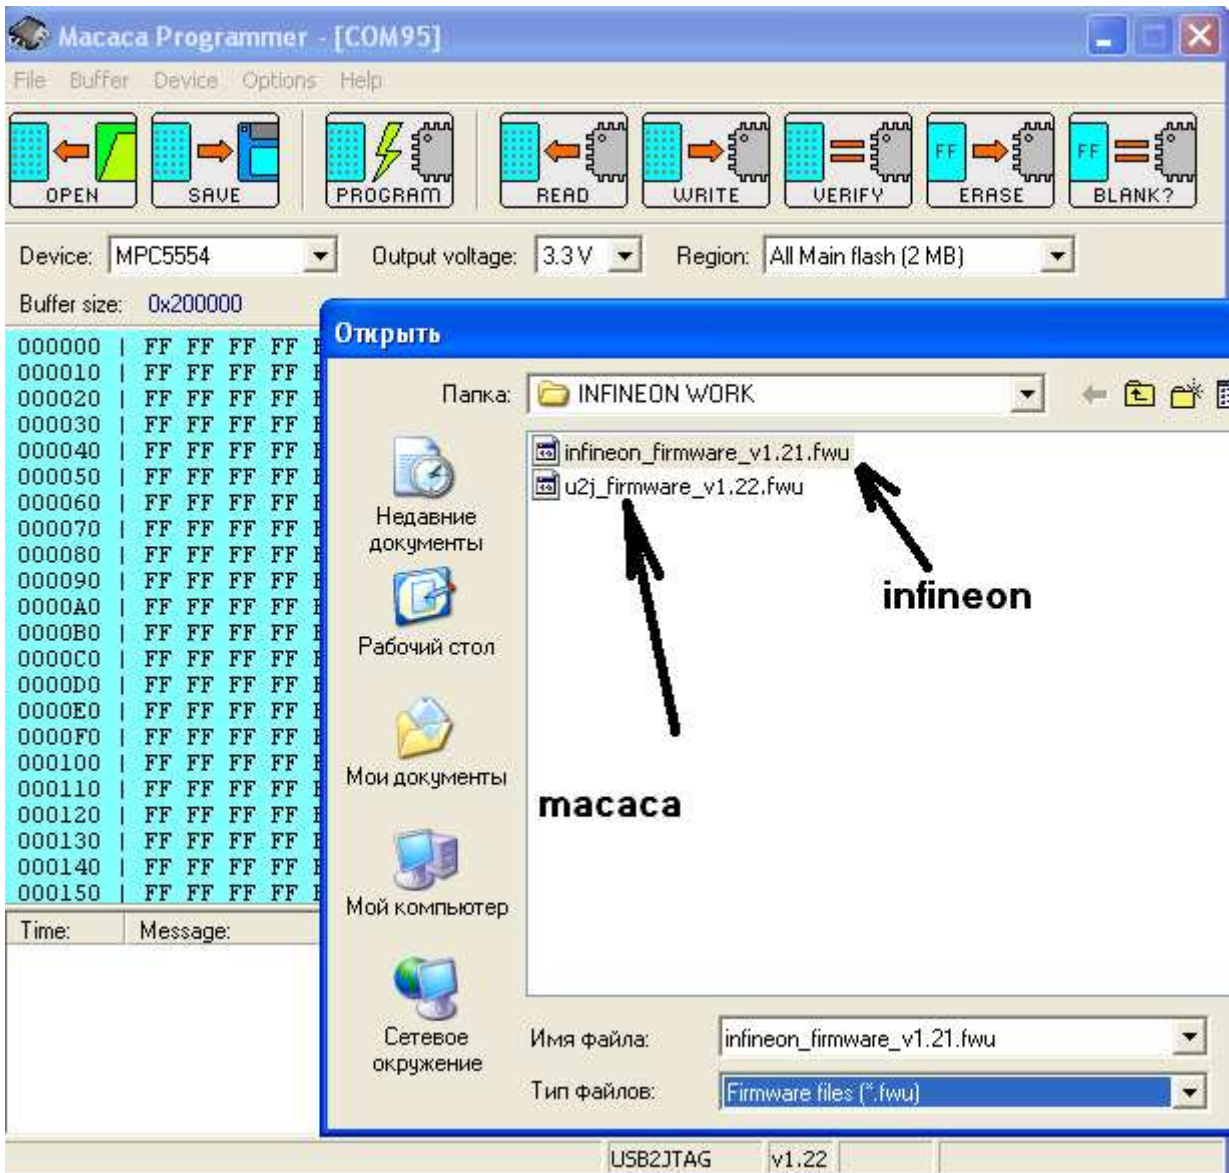 Macaca Programmer - [COM95]
File Buffer Device Options Help
OPEN SAVE PROGRAM READ WRITE VERIFY FF ERASE FF BLANK?
Device: MPC5554 Output voltage: 3.3 V Region: All Main flash (2 MB)
Buffer size: 0x200000
Открыть
Папка: INFINEON WORK
infineon_firmware_v1.21.fwu
u2j_firmware_v1.22.fwu
infineon
macaca
Недавние
документы
Рабочий стол
Мои документы
Мой компьютер
Сетевое
окружение
Имя файла: infineon_firmware_v1.21.fwu
Тип файлов: Firmware files (*.fwu)
000000 | FF FF FF FF
000010 | FF FF FF FF
000020 | FF FF FF FF
000030 | FF FF FF FF
000040 | FF FF FF FF
000050 | FF FF FF FF
000060 | FF FF FF FF
000070 | FF FF FF FF
000080 | FF FF FF FF
000090 | FF FF FF FF
0000A0 | FF FF FF FF
0000B0 | FF FF FF FF
0000C0 | FF FF FF FF
0000D0 | FF FF FF FF
0000E0 | FF FF FF FF
0000F0 | FF FF FF FF
000100 | FF FF FF FF
000110 | FF FF FF FF
000120 | FF FF FF FF
000130 | FF FF FF FF
000140 | FF FF FF FF
000150 | FF FF FF FF
Time: Message:
USB2JTAG v1.22